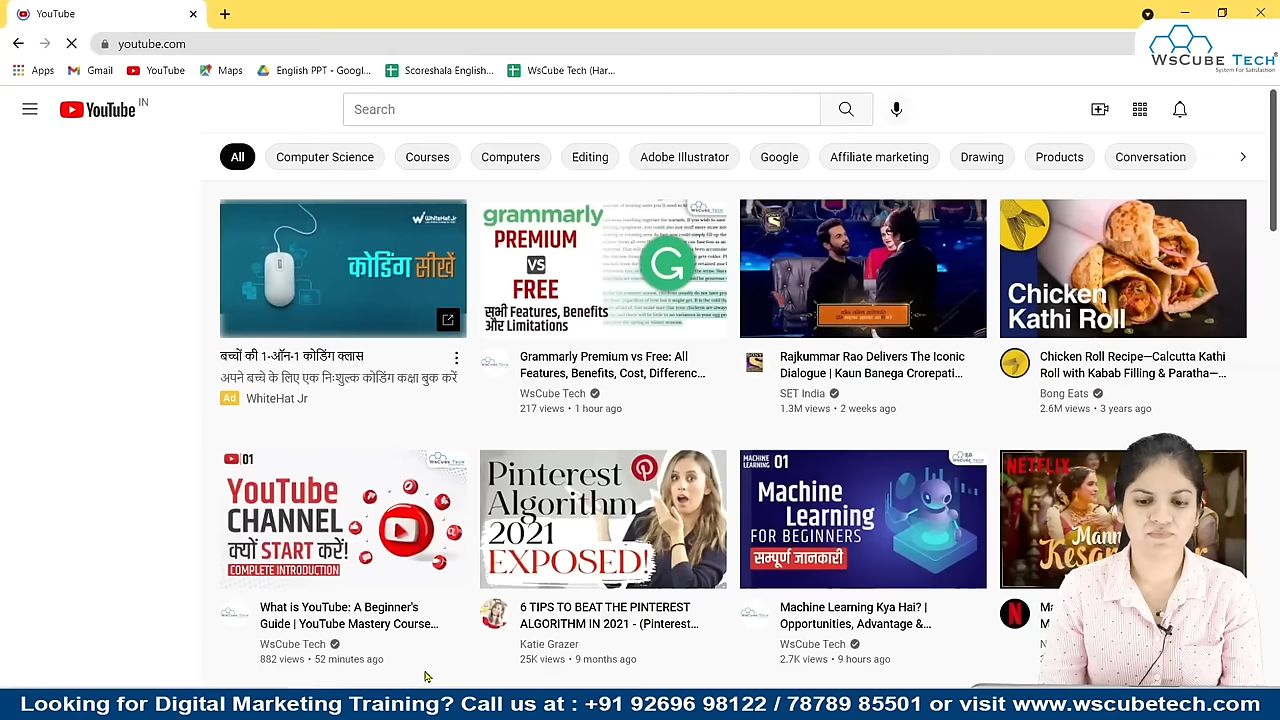 YouTube
youtube.com
WsCube Tech
System For Satisfaction
Apps Gmail YouTube Maps English PPT - Googl... Scoreshala English... WsCube Tech (Har...
YouTube IN
Search
All Computer Science Courses Computers Editing Adobe Illustrator Google Affiliate marketing Drawing Products Conversation
WhiteHat Jr
कोडिंग सीखें
grammarly
PREMIUM
VS
FREE
सभी Features, Benefits
और Limitations
WsCube Tech
G
Chicken
Kathi Roll
बच्चों की 1-ऑन-1 कोडिंग क्लास
अपने बच्चे के लिए एक निःशुल्क कोडिंग कक्षा बुक करें
Ad WhiteHat Jr
Grammarly Premium vs Free: All
Features, Benefits, Cost, Differenc...
WsCube Tech
217 views • 1 hour ago
Rajkummar Rao Delivers The Iconic
Dialogue | Kaun Banega Crorepati...
SET India
1.3M views • 2 weeks ago
Chicken Roll Recipe—Calcutta Kathi
Roll with Kabab Filling & Paratha—...
Bong Eats
2.6M views • 3 years ago
01
WsCube Tech
YouTube
CHANNEL
क्यों START करें!
COMPLETE INTRODUCTION
Pinterest
Algorithm
2021
EXPOSED!
MACHINE
LEARNING 01
WsCube Tech
Machine
Learning
FOR BEGINNERS
सम्पूर्ण जानकारी
NETFLIX
What is YouTube: A Beginner's
Guide | YouTube Mastery Course...
WsCube Tech
882 views • 52 minutes ago
6 TIPS TO BEAT THE PINTEREST
ALGORITHM IN 2021 - (Pinterest...
Katie Grazer
25K views • 9 months ago
Machine Learning Kya Hai? |
Opportunities, Advantage &...
WsCube Tech
2.7K views • 9 hours ago
N
Looking for Digital Marketing Training? Call us at : +91 92696 98122 / 78789 85501 or visit www.wscubetech.com